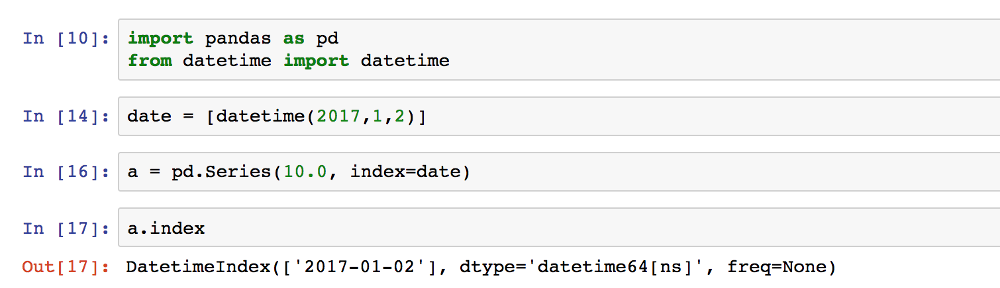 In [10]: import pandas as pd
from datetime import datetime
In [14]: date = [datetime(2017,1,2)]
In [16]: a = pd.Series(10.0, index=date)
In [17]: a.index
Out[17]: DatetimeIndex(['2017-01-02'], dtype='datetime64[ns]', freq=None)